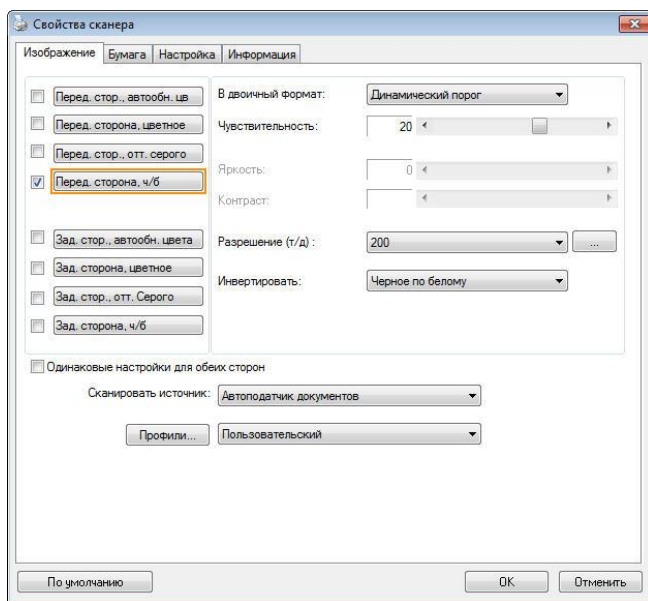 Свойства сканера
Изображение Бумага Настройка Информация
Перед. стор., автообн. цв
Перед. сторона, цветное
Перед. стор., отт. серого
Перед. сторона, ч/б
Зад. стор., автообн. цвета
Зад. сторона, цветное
Зад. стор., отт. Серого
Зад. сторона, ч/б
В двоичный формат: Динамический порог
Чувствительность: 20
Яркость: 0
Контраст:
Разрешение (т/д) : 200 ...
Инвертировать: Черное по белому
Одинаковые настройки для обеих сторон
Сканировать источник: Автоподатчик документов
Профили... Пользовательский
По умолчанию OK Отменить